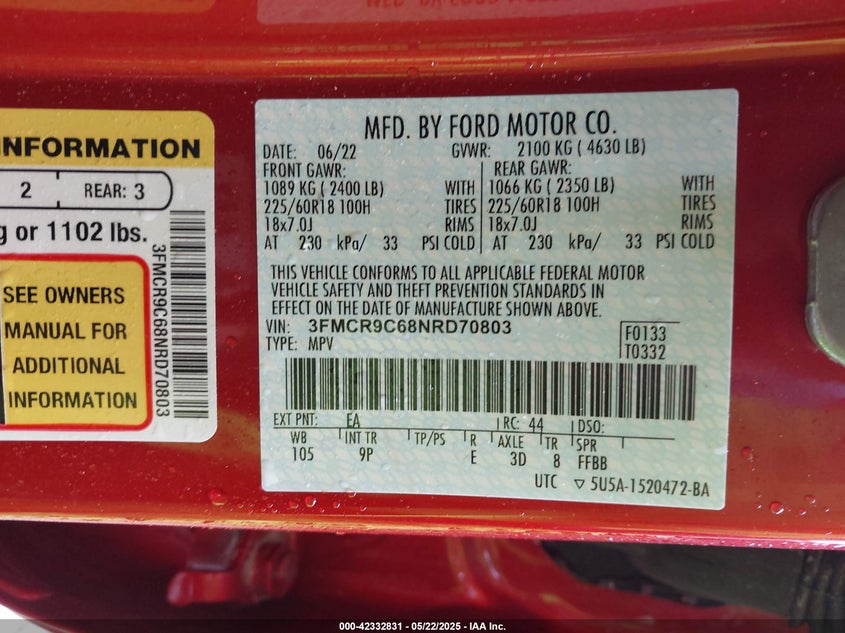 INFORMATION
2 REAR: 3
g or 1102 lbs.
SEE OWNERS
MANUAL FOR
ADDITIONAL
INFORMATION
3FMCR9C68NRD70803
MFD. BY FORD MOTOR CO.
DATE: 06/22 GVWR: 2100 KG ( 4630 LB)
FRONT GAWR: REAR GAWR:
1089 KG ( 2400 LB) WITH 1066 KG ( 2350 LB) WITH
225/60R18 100H TIRES 225/60R18 100H TIRES
18x7.0J RIMS 18x7.0J RIMS
AT 230 kPa/ 33 PSI COLD AT 230 kPa/ 33 PSI COLD
THIS VEHICLE CONFORMS TO ALL APPLICABLE FEDERAL MOTOR
VEHICLE SAFETY AND THEFT PREVENTION STANDARDS IN
EFFECT ON THE DATE OF MANUFACTURE SHOWN ABOVE.
VIN: 3FMCR9C68NRD70803 F0133
TYPE: MPV T0332
EXT PNT: EA RC: 44 DSO:
WB INT TR TP/PS R AXLE TR SPR
105 9P E 3D 8 FFBB
UTC ▽ 5U5A-1520472-BA
000-42332831 - 05/22/2025 - IAA Inc.